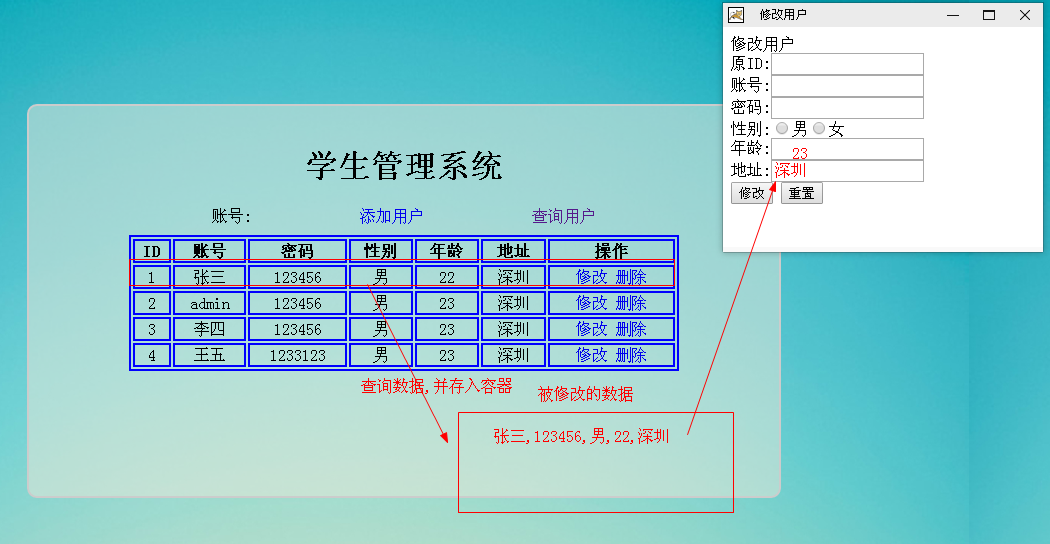 修改用户
修改用户
原ID:
账号:
密码:
性别: 男 女
年龄: 23
地址: 深圳
修改 重置
学生管理系统
账号: 添加用户 查询用户
ID 账号 密码 性别 年龄 地址 操作
1 张三 123456 男 22 深圳 修改 删除
2 admin 123456 男 23 深圳 修改 删除
3 李四 123456 男 23 深圳 修改 删除
4 王五 1233123 男 23 深圳 修改 删除
查询数据,并存入容器
被修改的数据
张三,123456,男,22,深圳